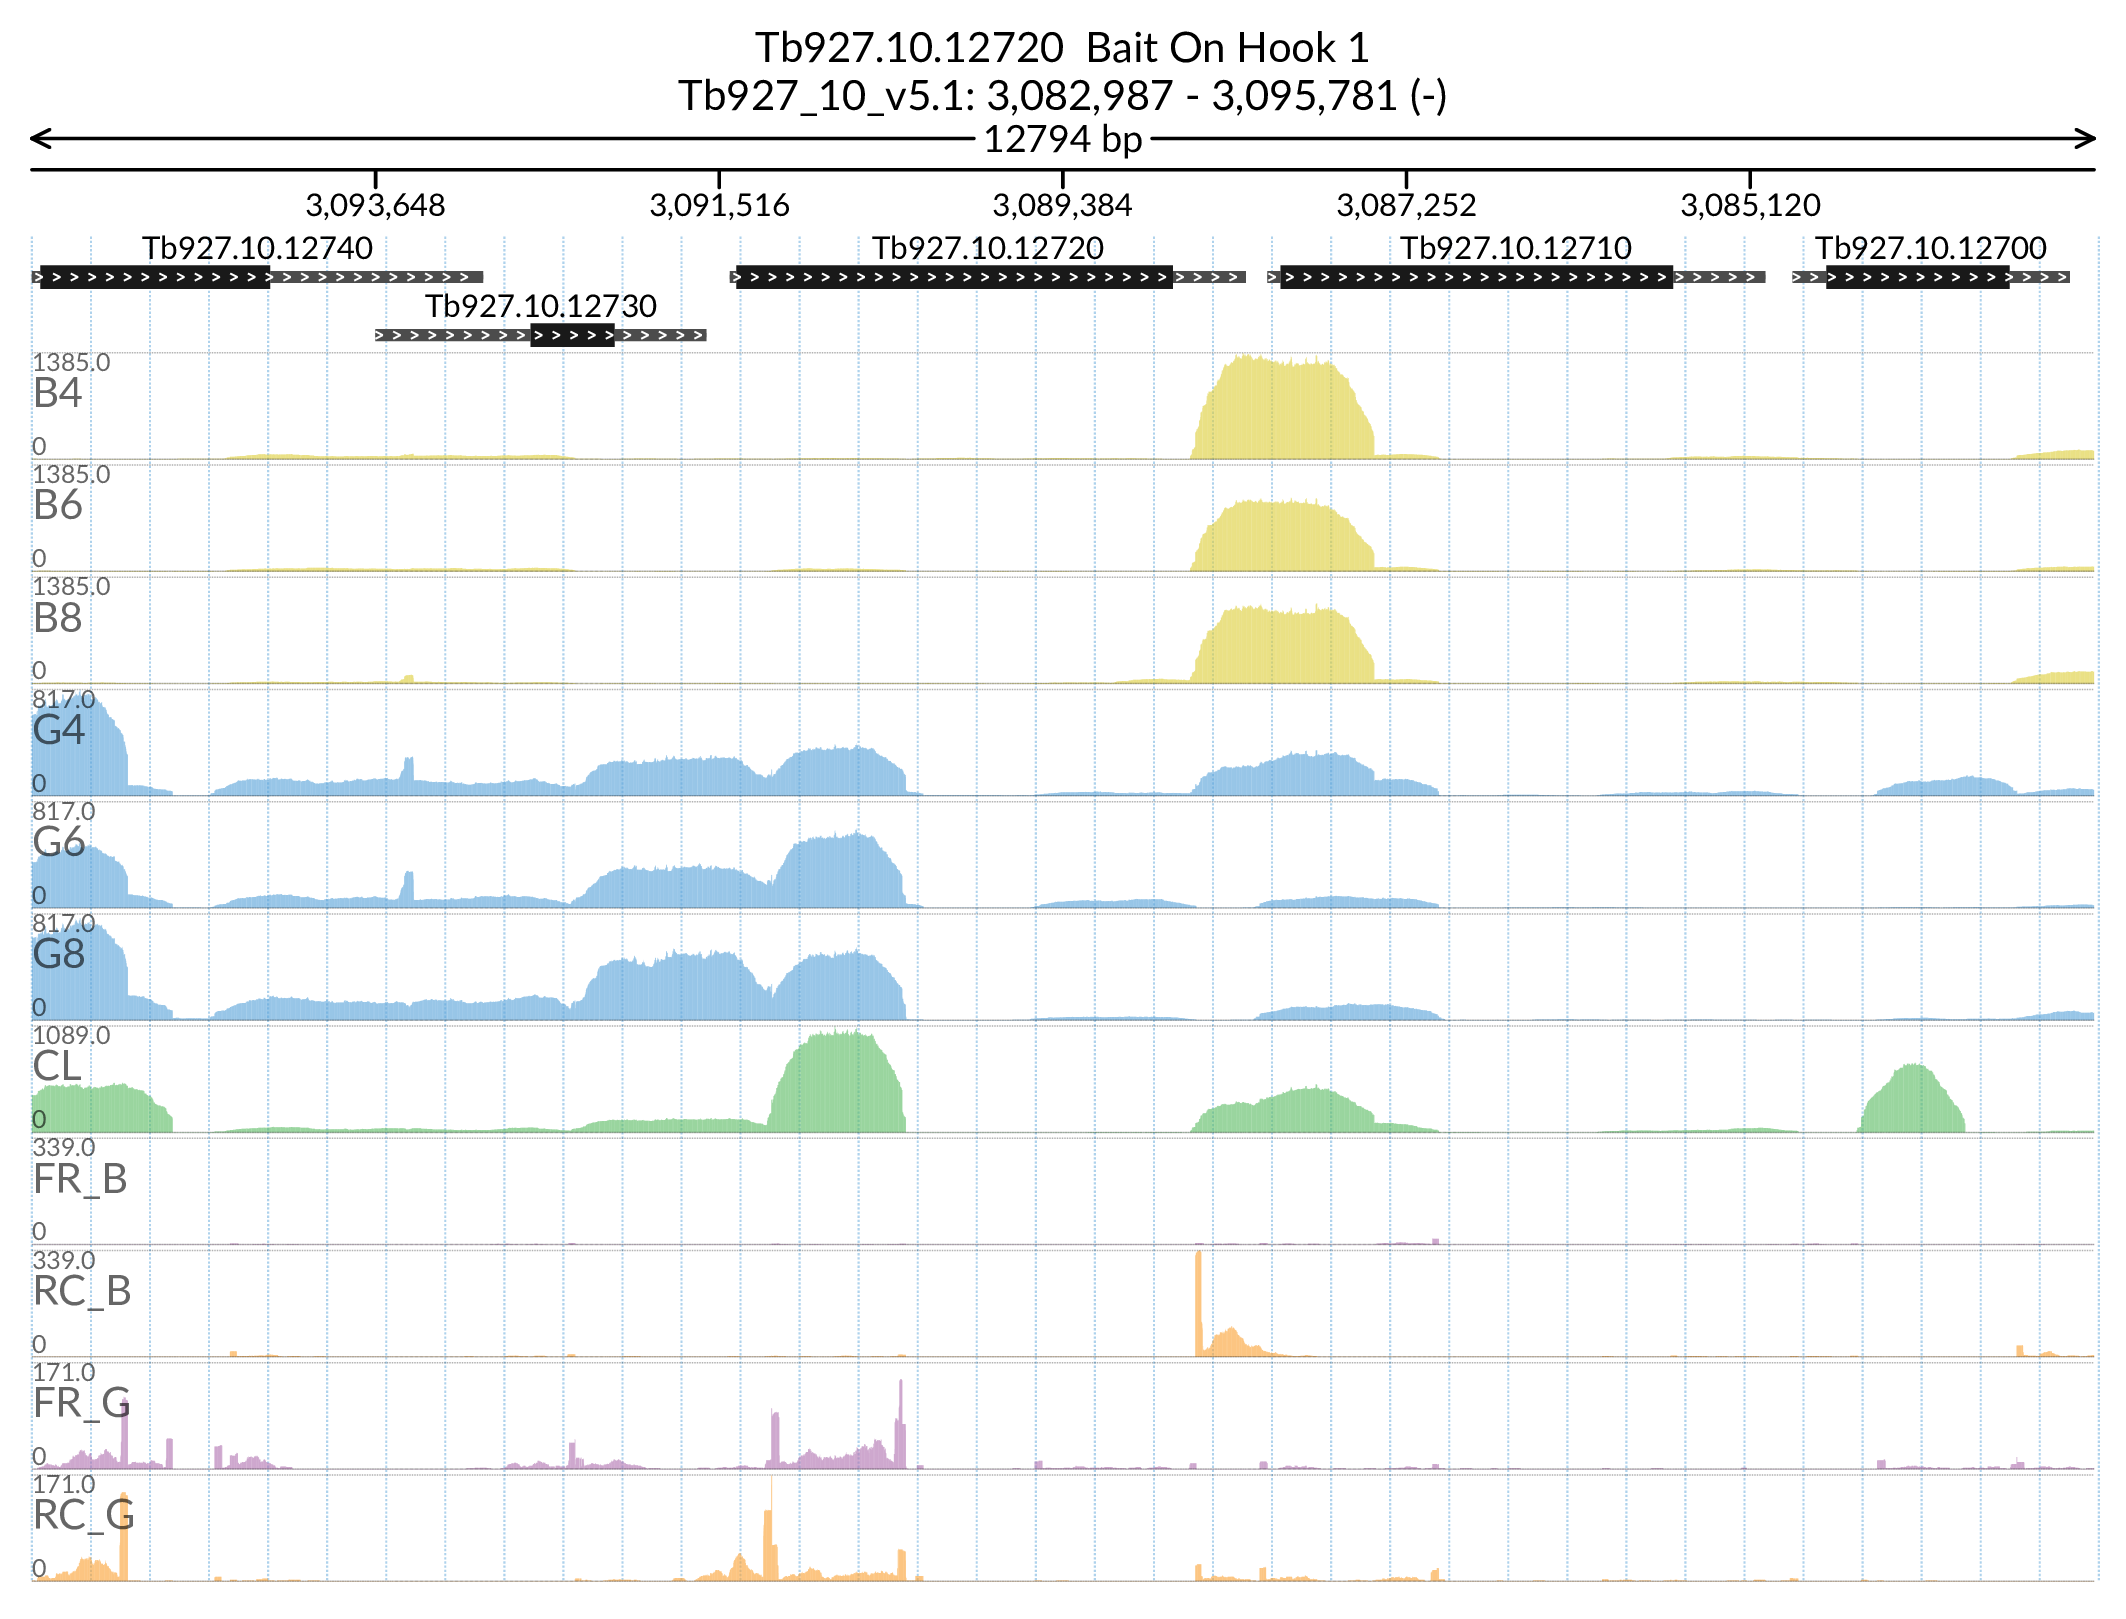 Tb927.10.12720  Bait On Hook 1
Tb927_10_v5.1: 3,082,987 - 3,095,781 (-)
12794 bp
3,093,648 3,091,516 3,089,384 3,087,252 3,085,120
Tb927.10.12740 Tb927.10.12720 Tb927.10.12710 Tb927.10.12700
Tb927.10.12730
1385.0
B4
0
1385.0
B6
0
1385.0
B8
0
817.0
G4
0
817.0
G6
0
817.0
G8
0
1089.0
CL
0
339.0
FR_B
0
339.0
RC_B
0
171.0
FR_G
0
171.0
RC_G
0